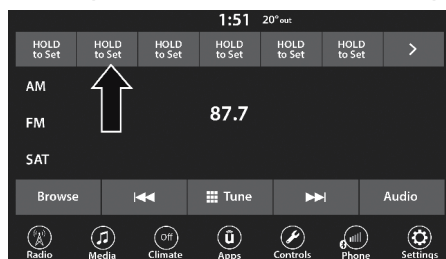 1:51 20°out
HOLD to Set HOLD to Set HOLD to Set HOLD to Set HOLD to Set HOLD to Set
AM
87.7
FM
SAT
Browse Tune Audio
Off û
Radio Media Climate Apps Controls Phone Settings